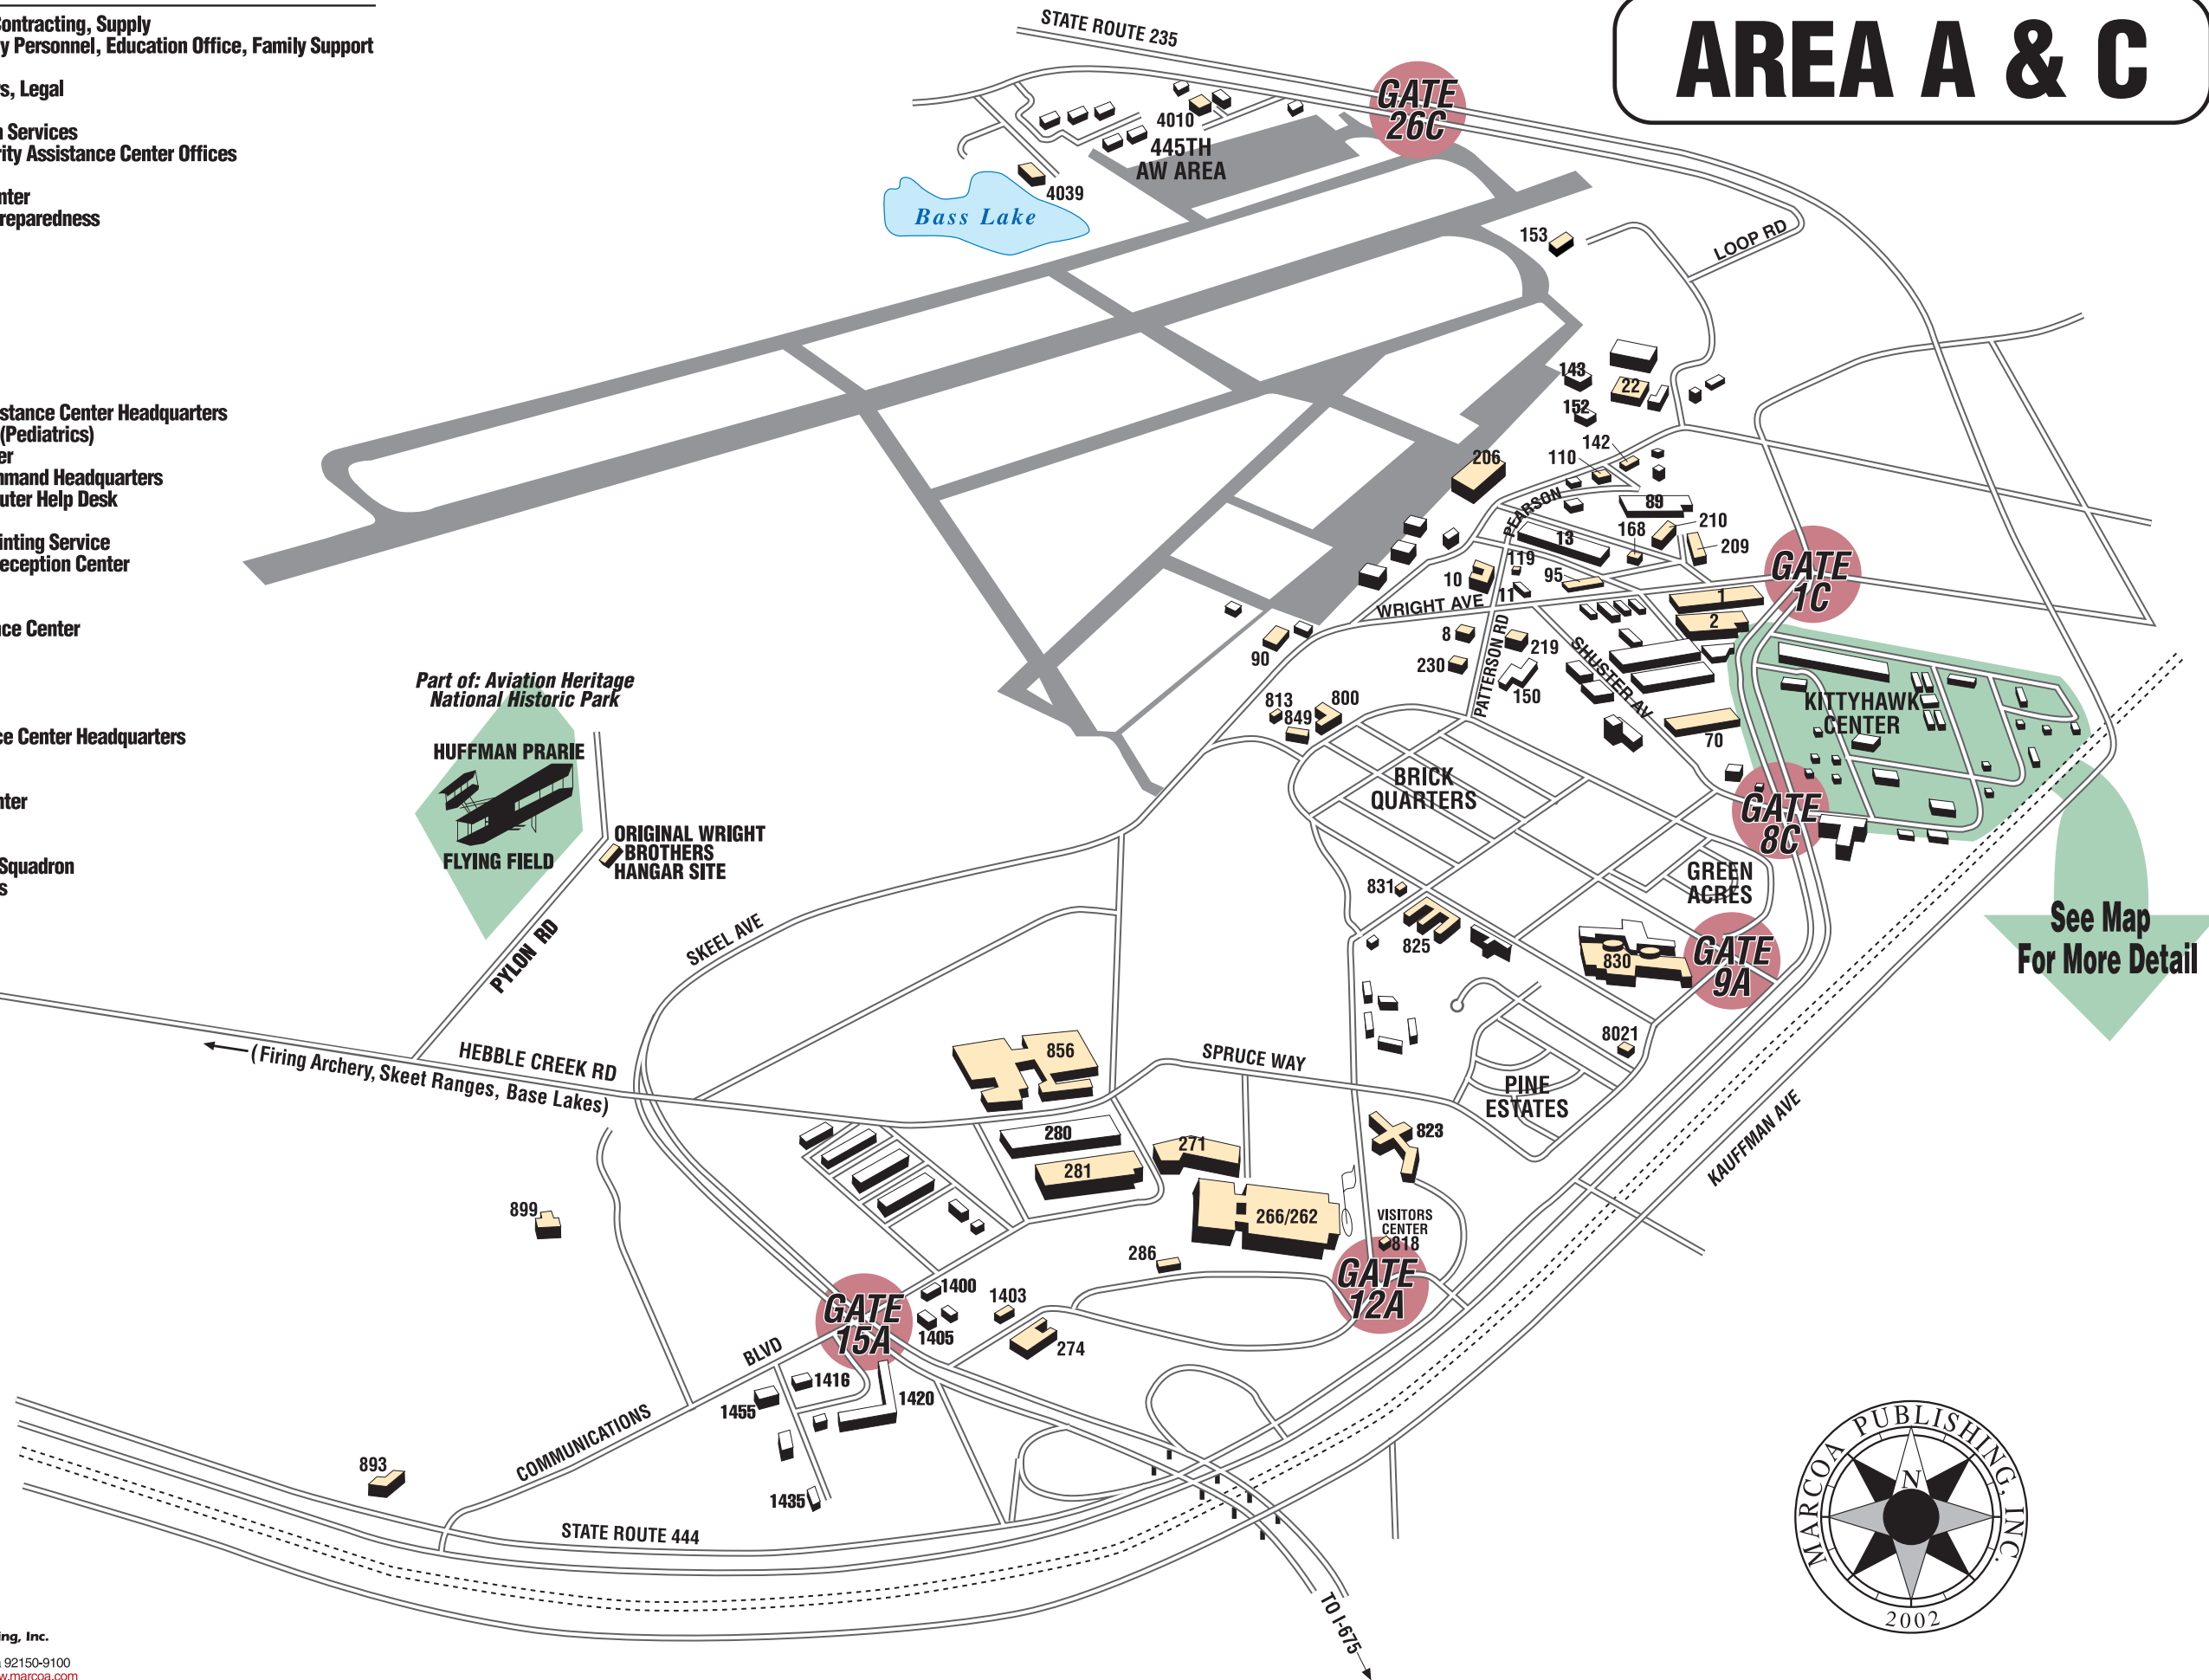 AREA A & C
Contracting, Supply
y Personnel, Education Office, Family Support
s, Legal
n Services
rity Assistance Center Offices
nter
reparedness
stance Center Headquarters
(Pediatrics)
er
mmand Headquarters
uter Help Desk
inting Service
eception Center
ce Center
ce Center Headquarters
nter
Squadron
s
ing, Inc.
a 92150-9100
w.marcoa.com
STATE ROUTE 235
GATE
26C
4010
445TH
AW AREA
4039
Bass Lake
153
LOOP RD
143
22
152
142
110
206
PEARSON
89
210
168
209
13
119
10
95
11
GATE
1C
WRIGHT AVE
1
2
8
219
230
PATTERSON RD
150
SHUSTER AV
90
813
800
849
70
KITTYHAWK
CENTER
Part of: Aviation Heritage
National Historic Park
HUFFMAN PRARIE
FLYING FIELD
ORIGINAL WRIGHT
BROTHERS
HANGAR SITE
BRICK
QUARTERS
GATE
8C
GREEN
ACRES
831
825
830
GATE
9A
See Map
For More Detail
SKEEL AVE
PYLON RD
HEBBLE CREEK RD
(Firing Archery, Skeet Ranges, Base Lakes)
856
SPRUCE WAY
8021
PINE
ESTATES
KAUFFMAN AVE
280
281
271
823
899
266/262
VISITORS
CENTER
818
286
GATE
12A
1400
1403
GATE
15A
1405
274
BLVD
1416
1455
1420
COMMUNICATIONS
893
1435
STATE ROUTE 444
TO I-675
MARCOA PUBLISHING, INC.
N
2002